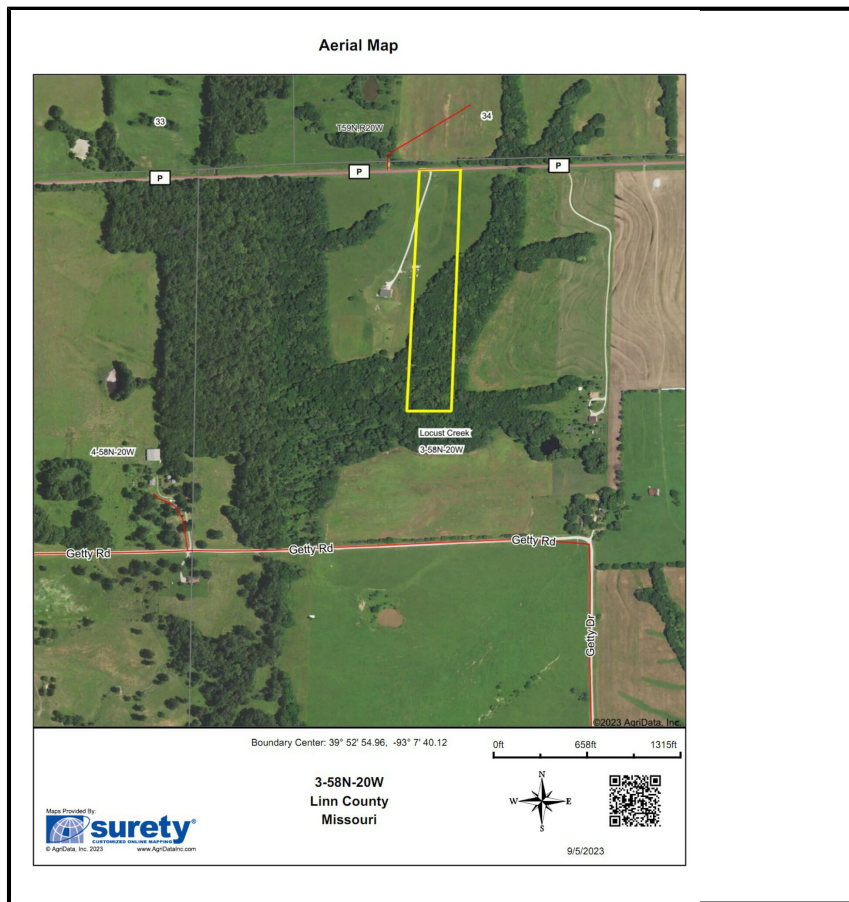 Aerial Map
33
T59N R20W
34
P
P
P
Locust Creek
3-58N-20W
4-58N-20W
Getty Rd
Getty Rd
Getty Rd
Getty Dr
©2023 AgriData, Inc.
Boundary Center: 39° 52' 54.96, -93° 7' 40.12
0ft 658ft 1315ft
3-58N-20W
Linn County
Missouri
N
W E
S
Maps Provided By:
surety®
CUSTOMIZED ONLINE MAPPING
© AgriData, Inc. 2023 www.AgriDataInc.com
9/5/2023